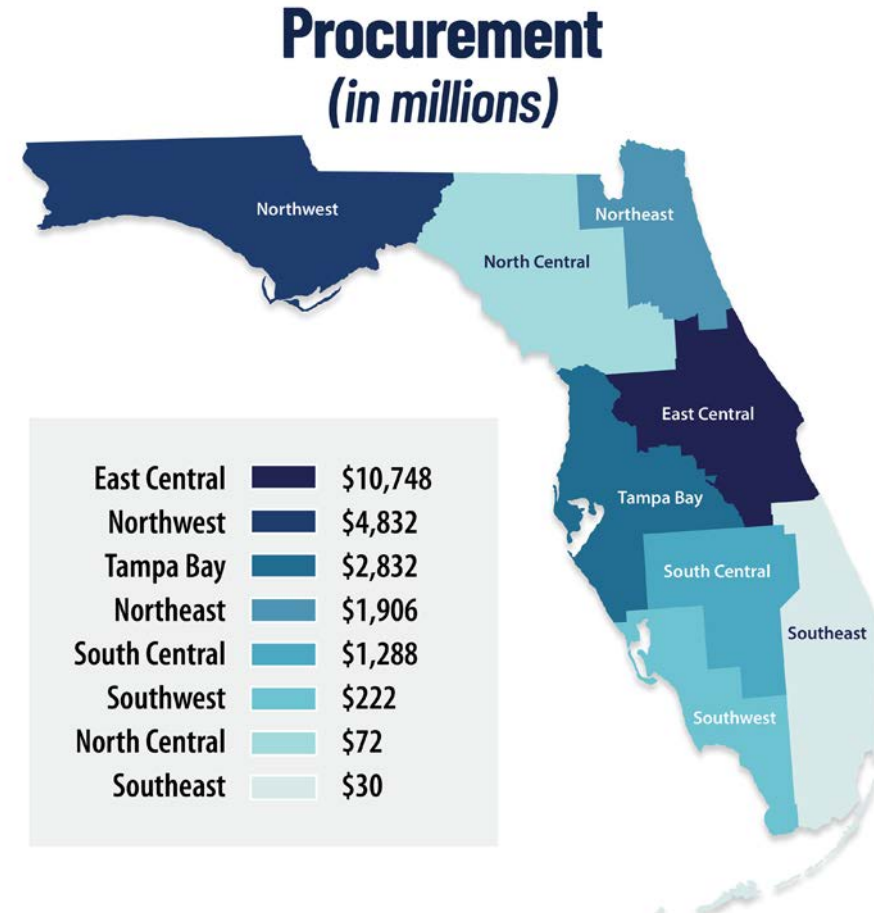 Procurement
(in millions)
Northwest
Northeast
North Central
East Central
Tampa Bay
South Central
Southeast
Southwest
East Central $10,748
Northwest $4,832
Tampa Bay $2,832
Northeast $1,906
South Central $1,288
Southwest $222
North Central $72
Southeast $30